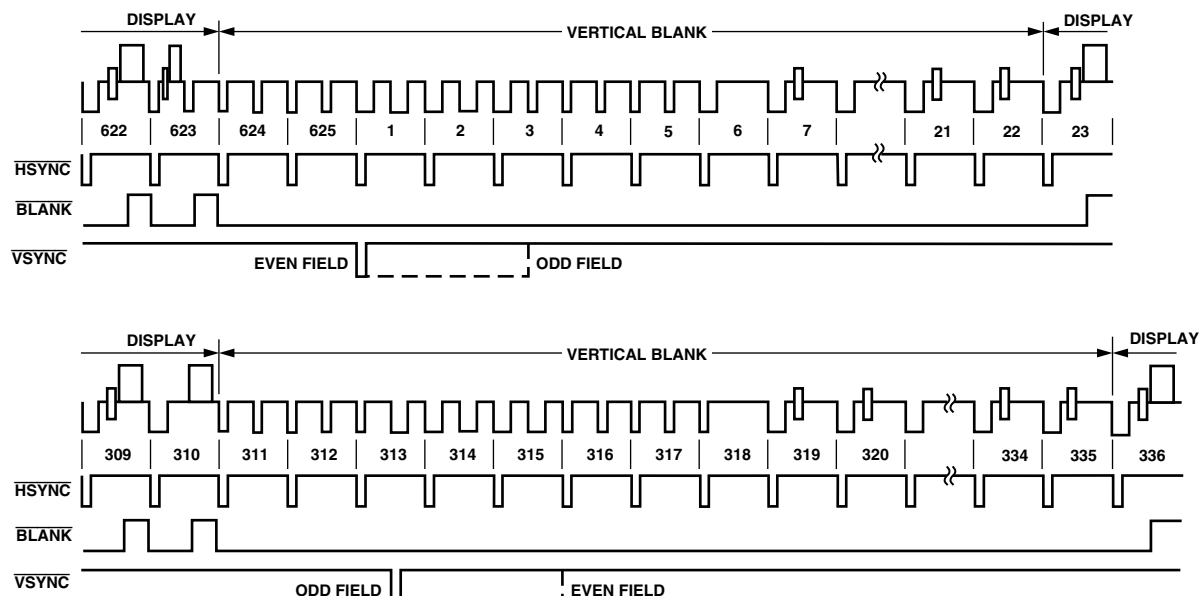 DISPLAY VERTICAL BLANK DISPLAY
622 623 624 625 1 2 3 4 5 6 7 21 22 23
HSYNC
BLANK
VSYNC
EVEN FIELD ODD FIELD
DISPLAY VERTICAL BLANK DISPLAY
309 310 311 312 313 314 315 316 317 318 319 320 334 335 336
HSYNC
BLANK
VSYNC
ODD FIELD EVEN FIELD